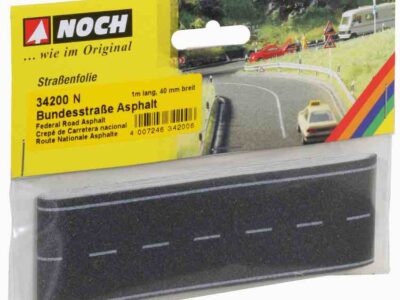 NOCH
... wie im Original
Straßenfolie
34200 N
1m lang, 40 mm breit
Bundesstraße Asphalt
Federal Road Asphalt
Crepé de Carretera nacional
Route Nationale Asphalte
4 007246 342006